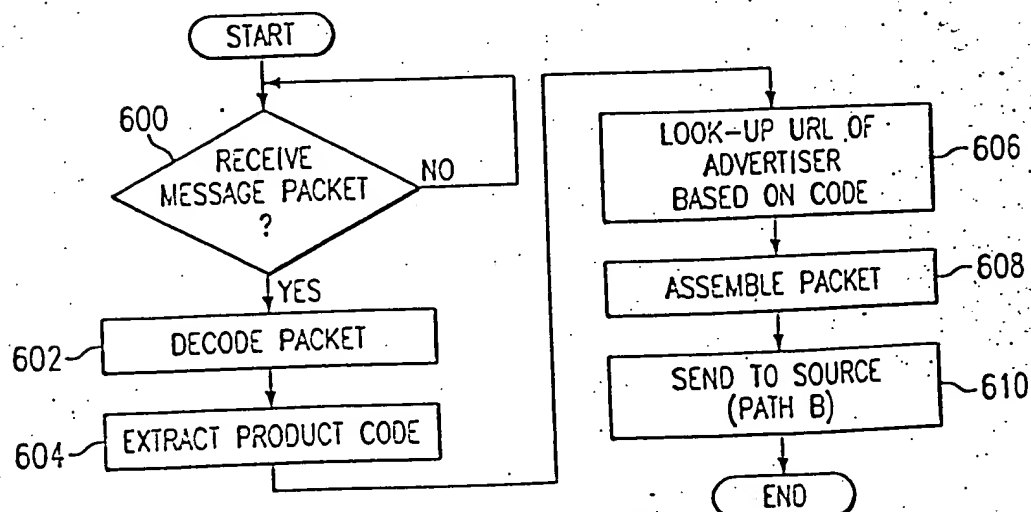 START
600
RECEIVE
MESSAGE PACKET
?
NO
YES
602
DECODE PACKET
604
EXTRACT PRODUCT CODE
LOOK-UP URL OF
ADVERTISER
BASED ON CODE
606
ASSEMBLE PACKET
608
SEND TO SOURCE
(PATH B)
610
END